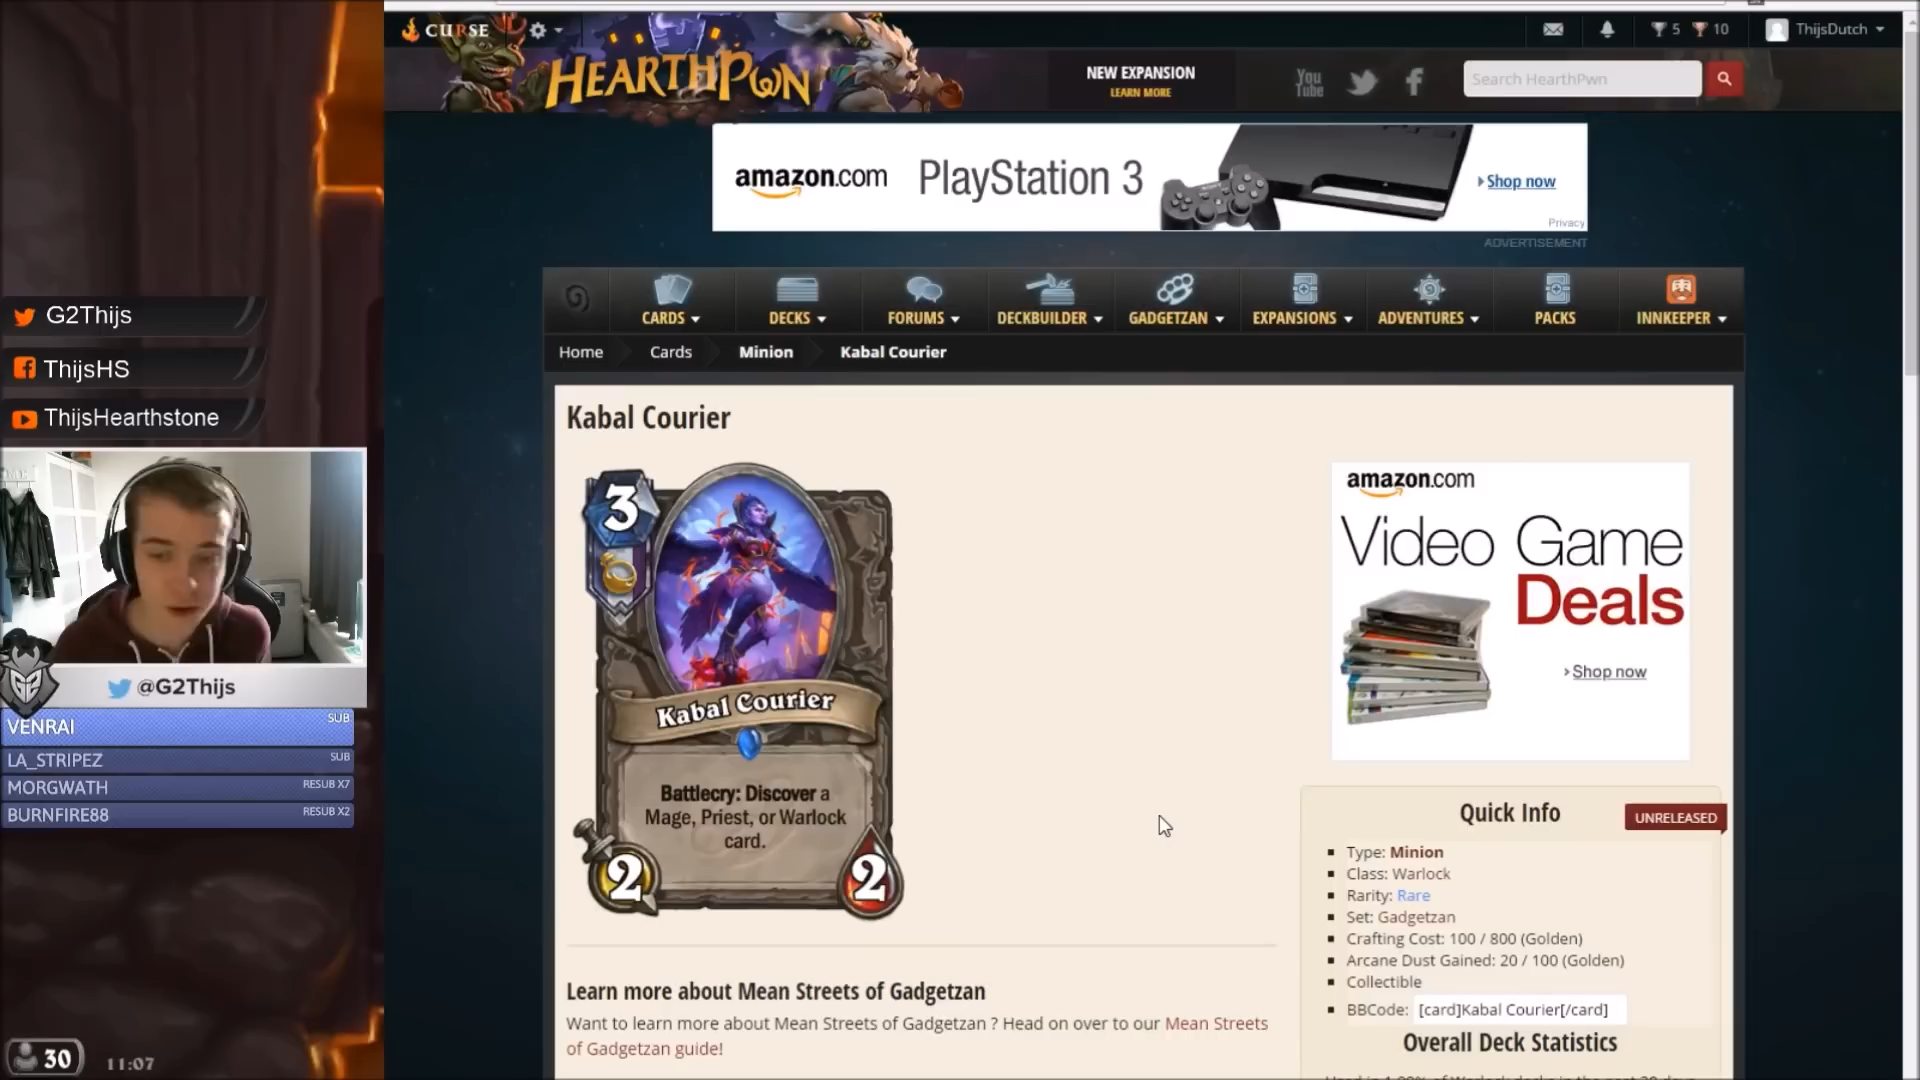 CURSE
5
10
ThijsDutch
HEARTHPWN
NEW EXPANSION
LEARN MORE
You
Tube
Search HearthPwn
amazon.com PlayStation 3
Shop now
Privacy
ADVERTISEMENT
CARDS
DECKS
FORUMS
DECKBUILDER
GADGETZAN
EXPANSIONS
ADVENTURES
PACKS
INNKEEPER
Home
Cards
Minion
Kabal Courier
G2Thijs
ThijsHS
ThijsHearthstone
G2
@G2Thijs
VENRAI SUB
LA_STRIPEZ SUB
MORGWATH RESUB X7
BURNFIRE88 RESUB X2
30
11:07
Kabal Courier
3
Kabal Courier
Battlecry: Discover a
Mage, Priest, or Warlock
card.
2
2
amazon.com
Video Game
Deals
Shop now
Learn more about Mean Streets of Gadgetzan
Want to learn more about Mean Streets of Gadgetzan ? Head on over to our Mean Streets
of Gadgetzan guide!
Quick Info
UNRELEASED
Type: Minion
Class: Warlock
Rarity: Rare
Set: Gadgetzan
Crafting Cost: 100 / 800 (Golden)
Arcane Dust Gained: 20 / 100 (Golden)
Collectible
BBCode: [card]Kabal Courier[/card]
Overall Deck Statistics